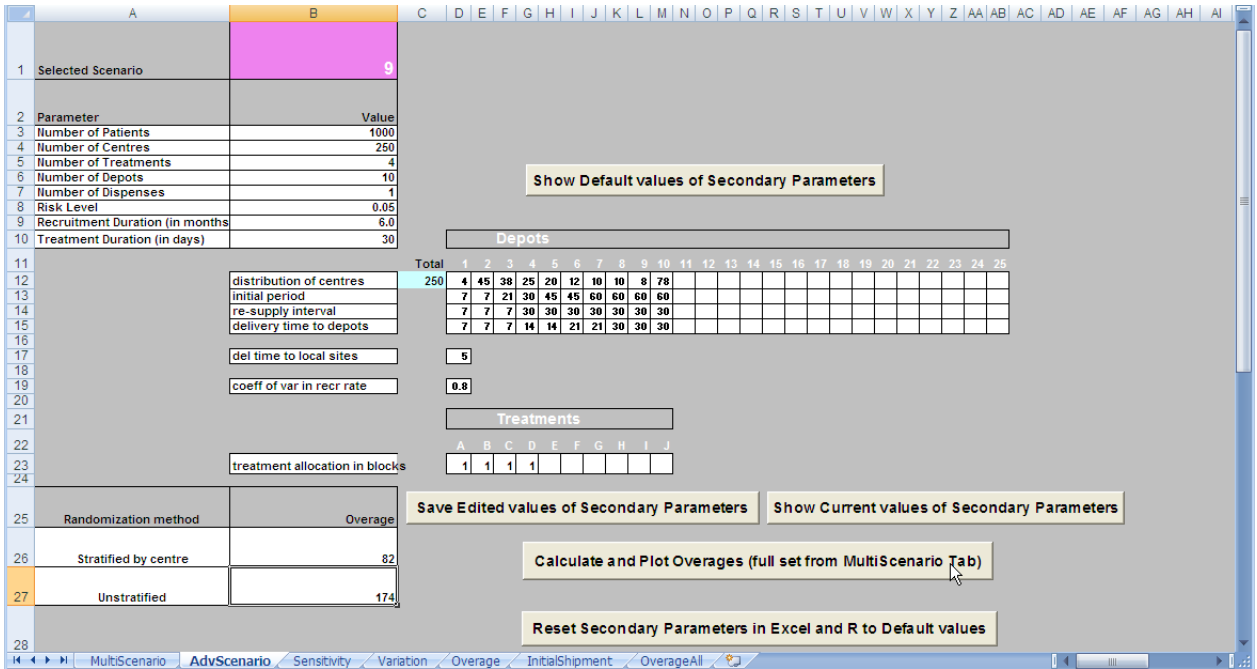 A B C D E F G H I J K L M N O P Q R S T U V W X Y Z AA AB AC AD AE AF AG AH AI
1 Selected Scenario 9
2 Parameter Value
3 Number of Patients 1000
4 Number of Centres 250
5 Number of Treatments 4
6 Number of Depots 10
Show Default values of Secondary Parameters
7 Number of Dispenses 1
8 Risk Level 0.05
9 Recruitment Duration (in months 6.0
10 Treatment Duration (in days) 30 Depots
11 Total 1 2 3 4 5 6 7 8 9 10 11 12 13 14 15 16 17 18 19 20 21 22 23 24 25
12 distribution of centres 250 4 45 38 25 20 12 10 10 8 78
13 initial period 7 7 21 30 45 45 60 60 60 60
14 re-supply interval 7 7 7 30 30 30 30 30 30 30
15 delivery time to depots 7 7 7 14 14 21 21 30 30 30
16
17 del time to local sites 5
18
19 coeff of var in recr rate 0.8
20
21 Treatments
22 A B C D E F G H I J
23 treatment allocation in blocks 1 1 1 1
24
Save Edited values of Secondary Parameters Show Current values of Secondary Parameters
25 Randomization method Overage
26 Stratified by centre 82 Calculate and Plot Overages (full set from MultiScenario Tab)
27 Unstratified 174
Reset Secondary Parameters in Excel and R to Default values
28
MultiScenario AdvScenario Sensitivity Variation Overage InitialShipment OverageAll